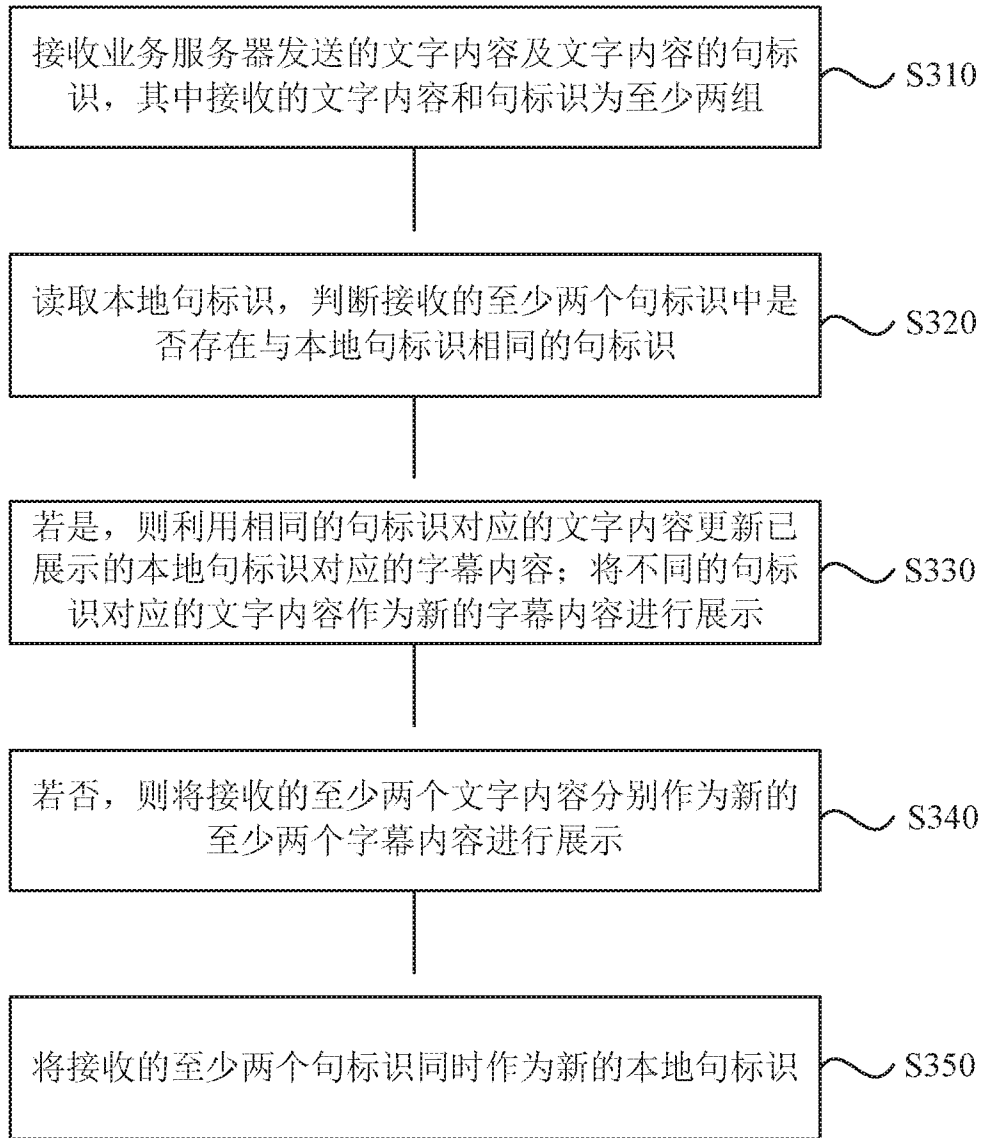 接收业务服务器发送的文字内容及文字内容的句标
识，其中接收的文字内容和句标识为至少两组
S310
读取本地句标识，判断接收的至少两个句标识中是
否存在与本地句标识相同的句标识
S320
若是，则利用相同的句标识对应的文字内容更新已
展示的本地句标识对应的字幕内容；将不同的句标
识对应的文字内容作为新的字幕内容进行展示
S330
若否，则将接收的至少两个文字内容分别作为新的
至少两个字幕内容进行展示
S340
将接收的至少两个句标识同时作为新的本地句标识
S350